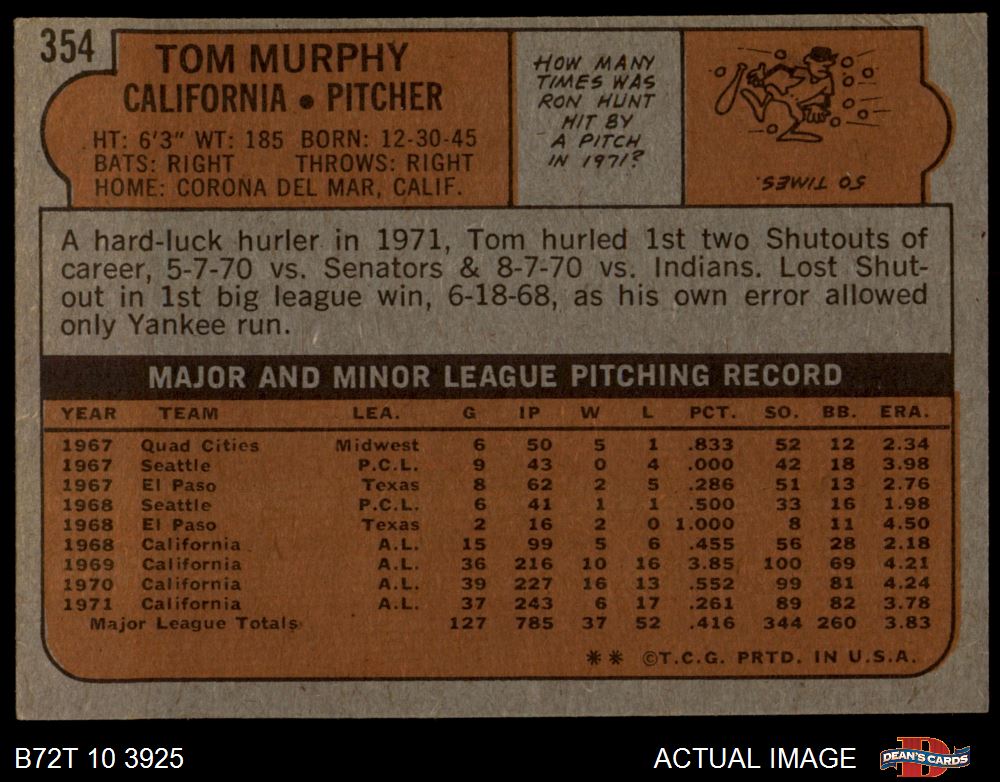 354
TOM MURPHY
CALIFORNIA • PITCHER
HT: 6'3" WT: 185 BORN: 12-30-45
BATS: RIGHT THROWS: RIGHT
HOME: CORONA DEL MAR, CALIF.
HOW MANY
TIMES WAS
RON HUNT
HIT BY
A PITCH
IN 1971?
50 TIMES.
A hard-luck hurler in 1971, Tom hurled 1st two Shutouts of
career, 5-7-70 vs. Senators & 8-7-70 vs. Indians. Lost Shut-
out in 1st big league win, 6-18-68, as his own error allowed
only Yankee run.
MAJOR AND MINOR LEAGUE PITCHING RECORD
YEAR TEAM LEA. G IP W L PCT. SO. BB. ERA.
1967 Quad Cities Midwest 6 50 5 1 .833 52 12 2.34
1967 Seattle P.C.L. 9 43 0 4 .000 42 18 3.98
1967 El Paso Texas 8 62 2 5 .286 51 13 2.76
1968 Seattle P.C.L. 6 41 1 1 .500 33 16 1.98
1968 El Paso Texas 2 16 2 0 1.000 8 11 4.50
1968 California A.L. 15 99 5 6 .455 56 28 2.18
1969 California A.L. 36 216 10 16 3.85 100 69 4.21
1970 California A.L. 39 227 16 13 .552 99 81 4.24
1971 California A.L. 37 243 6 17 .261 89 82 3.78
Major League Totals 127 785 37 52 .416 344 260 3.83
** ©T.C.G. PRTD. IN U.S.A.
B72T 10 3925 ACTUAL IMAGE DEAN'S CARDS